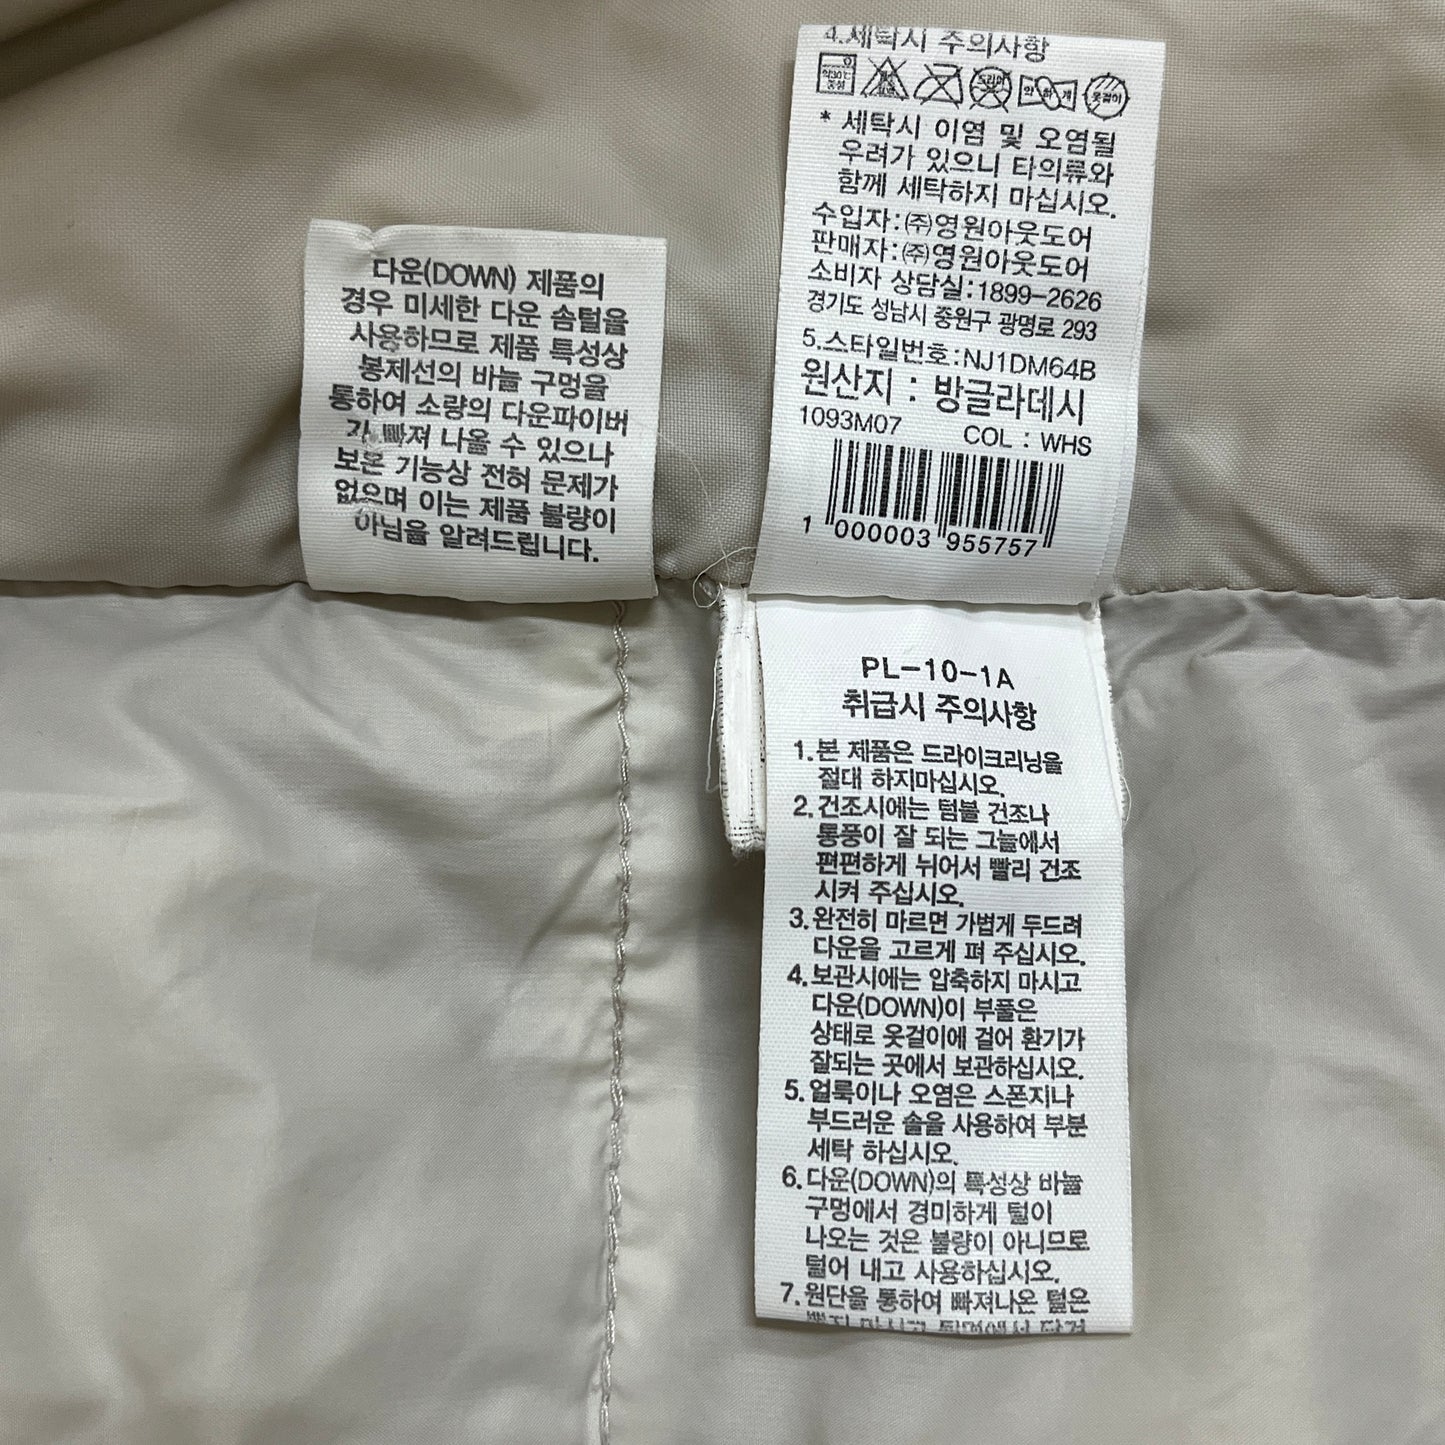 다운(DOWN) 제품의
경우 미세한 다운 솜털을
사용하므로 제품 특성상
봉제선의 바늘 구멍을
통하여 소량의 다운파이버
가 빠져 나올 수 있으나
보온 기능상 전혀 문제가
없으며 이는 제품 불량이
아님을 알려드립니다.
4.세탁시 주의사항
약30℃ 중성 드라이 약하게 옷걸이
* 세탁시 이염 및 오염될
우려가 있으니 타의류와
함께 세탁하지 마십시오.
수입자:㈜영원아웃도어
판매자:㈜영원아웃도어
소비자 상담실:1899-2626
경기도 성남시 중원구 광명로 293
5.스타일번호:NJ1DM64B
원산지 : 방글라데시
1093M07 COL : WHS
1 000003 955757
PL-10-1A
취급시 주의사항
1.본 제품은 드라이크리닝을
절대 하지마십시오.
2.건조시에는 텀블 건조나
통풍이 잘 되는 그늘에서
편편하게 뉘어서 빨리 건조
시켜 주십시오.
3.완전히 마르면 가볍게 두드려
다운을 고르게 펴 주십시오.
4.보관시에는 압축하지 마시고
다운(DOWN)이 부풀은
상태로 옷걸이에 걸어 환기가
잘되는 곳에서 보관하십시오.
5.얼룩이나 오염은 스폰지나
부드러운 솔을 사용하여 부분
세탁 하십시오.
6.다운(DOWN)의 특성상 바늘
구멍에서 경미하게 털이
나오는 것은 불량이 아니므로
털어 내고 사용하십시오.
7.원단을 통하여 빠져나온 털은